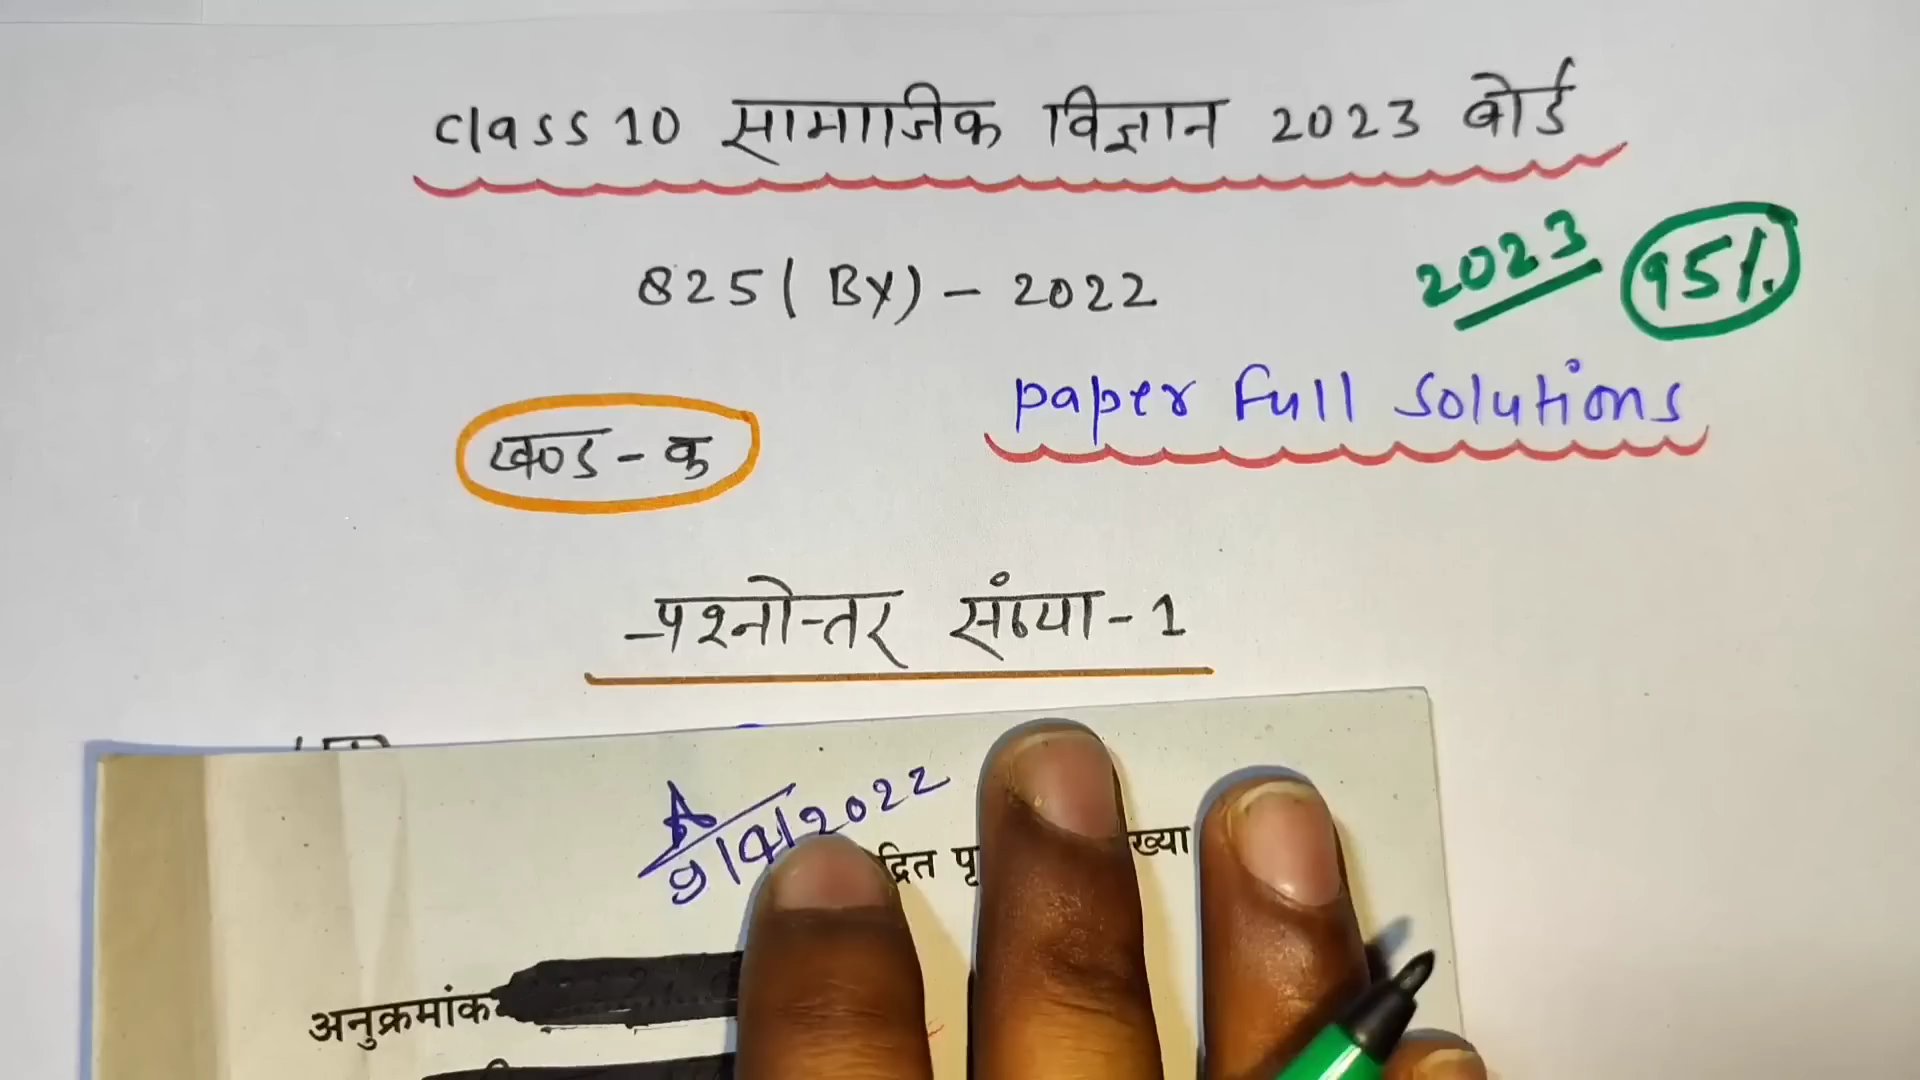 class 10 सामाजिक विज्ञान 2023 बोर्ड
825 ( BY) - 2022
2023 95%.
खण्ड - क
paper full solutions
प्रश्नोत्तर संख्या - 1
A
9/4/2022
द्रित पृ ख्या
अनुक्रमांक